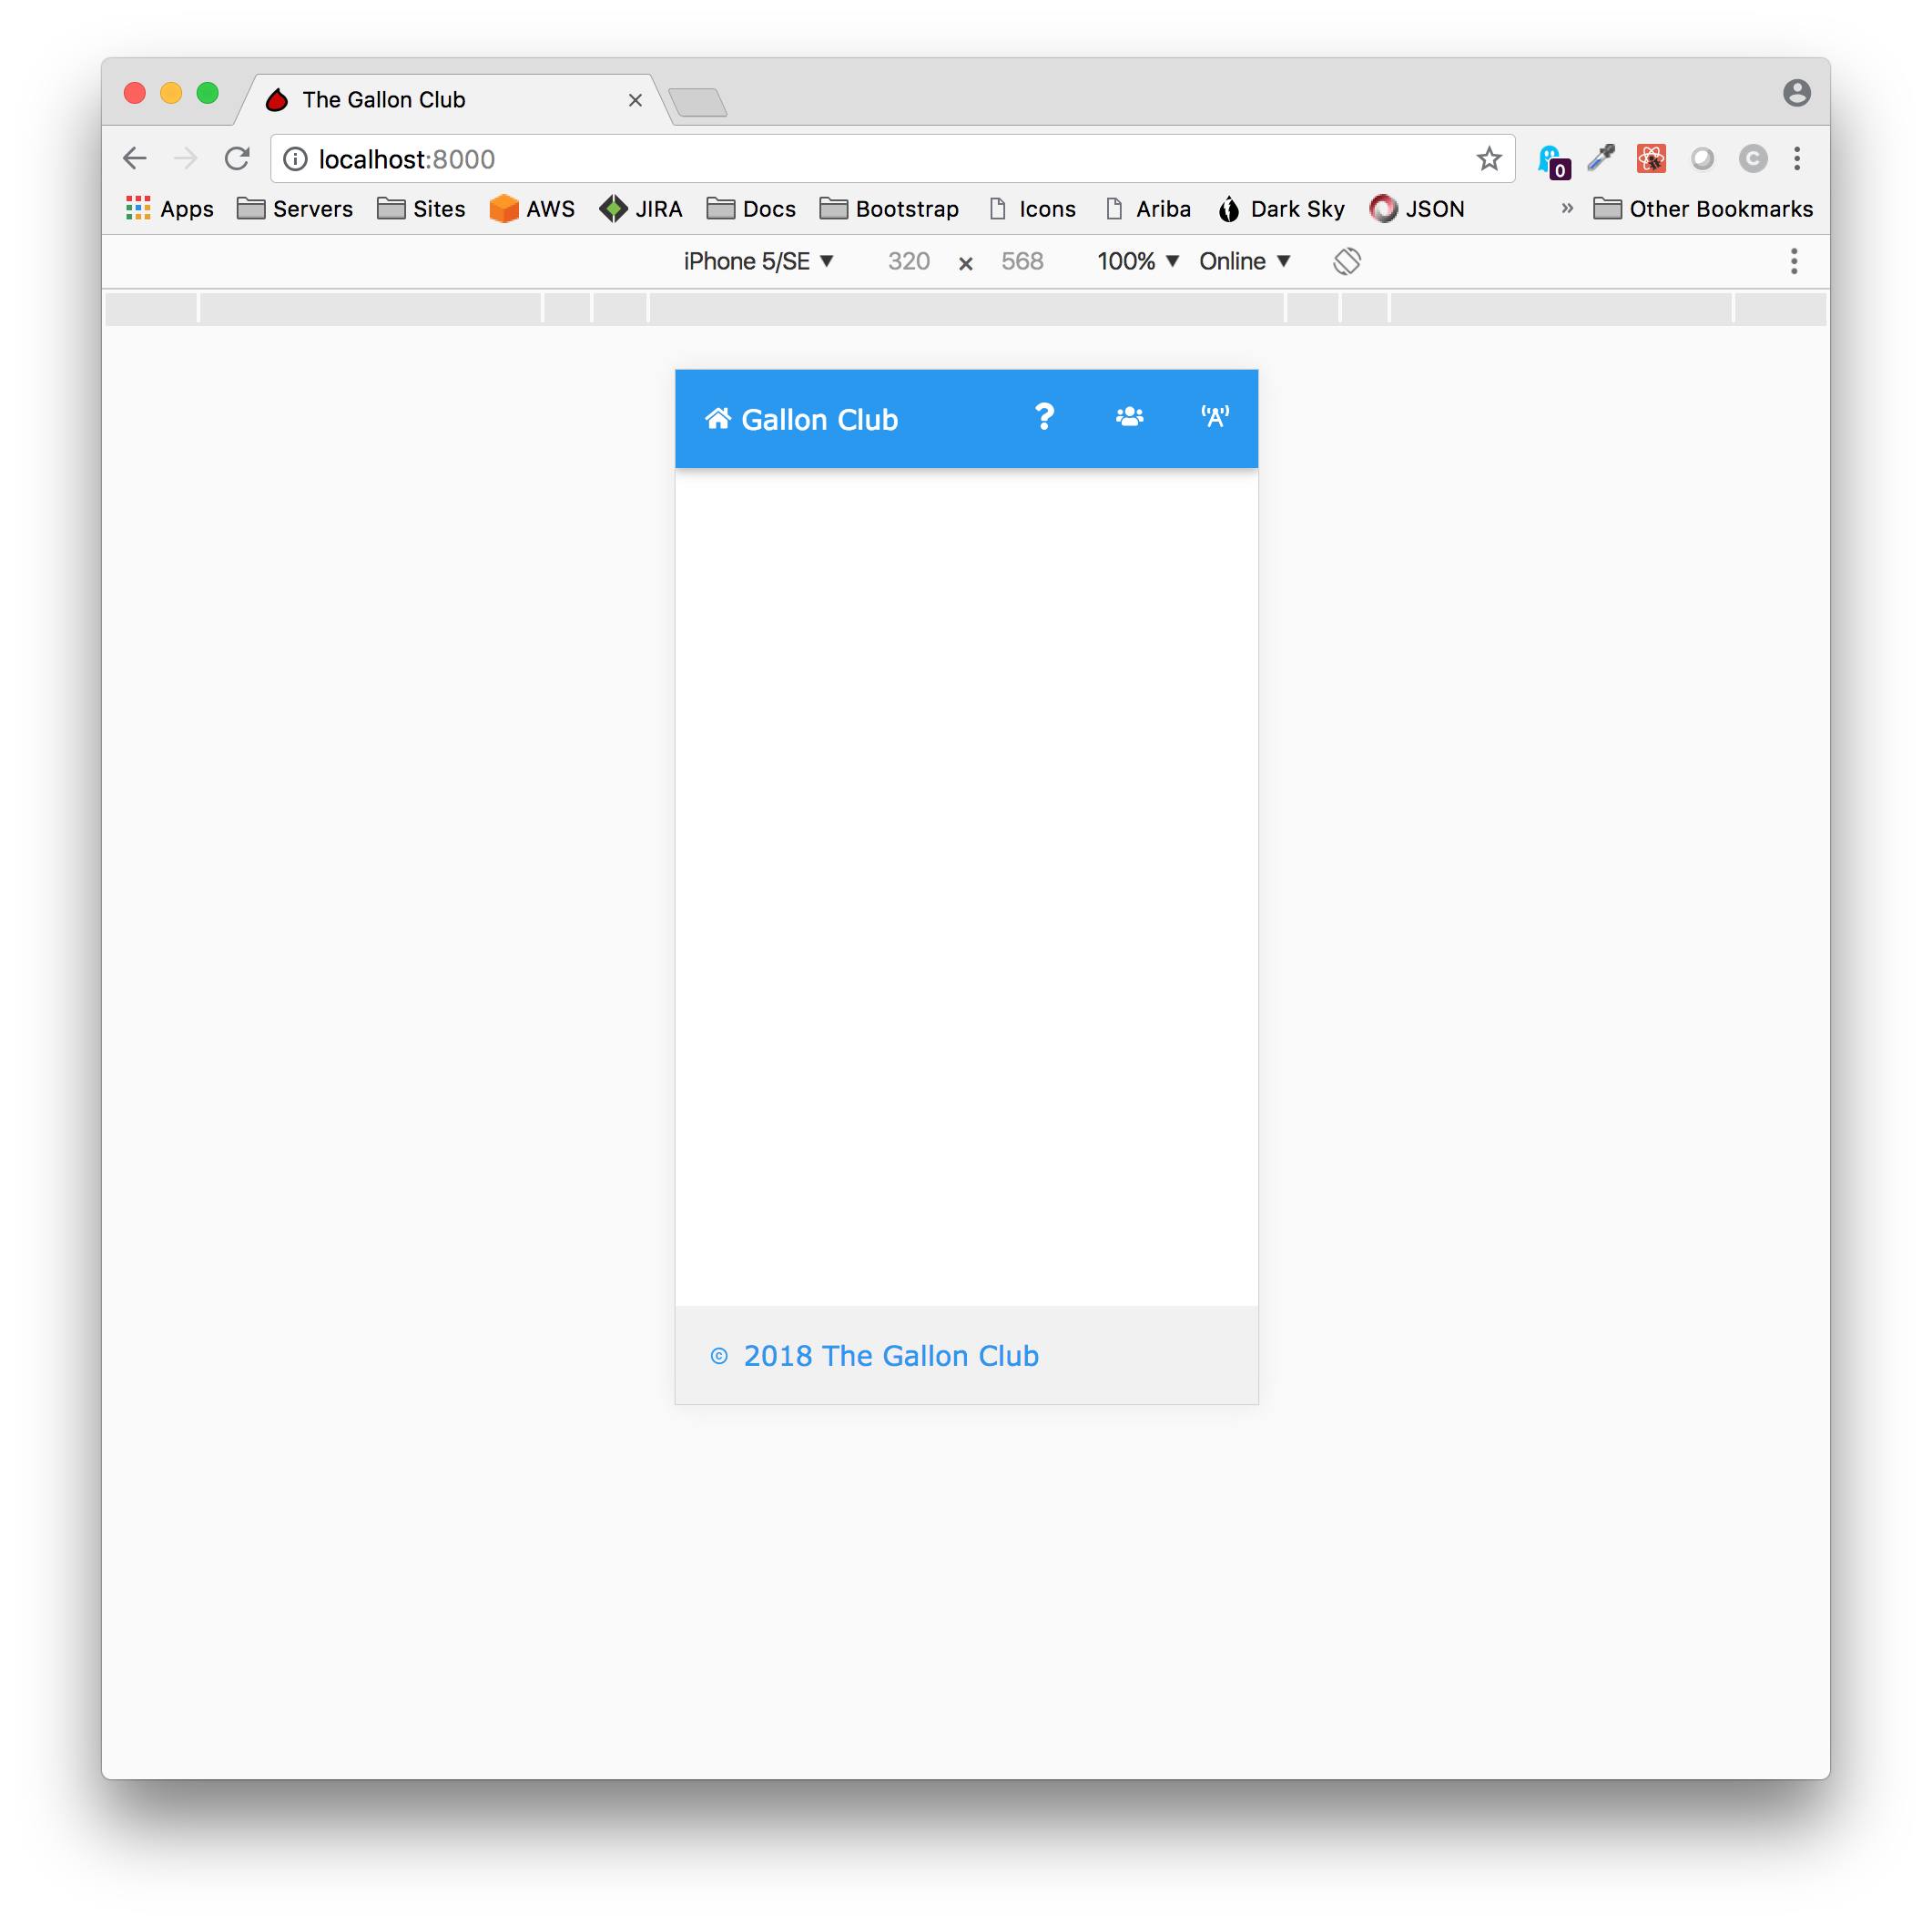 The Gallon Club
localhost:8000
0
Apps Servers Sites AWS JIRA Docs Bootstrap Icons Ariba Dark Sky JSON » Other Bookmarks
iPhone 5/SE ▼ 320 × 568 100% ▼ Online ▼
Gallon Club ?
© 2018 The Gallon Club